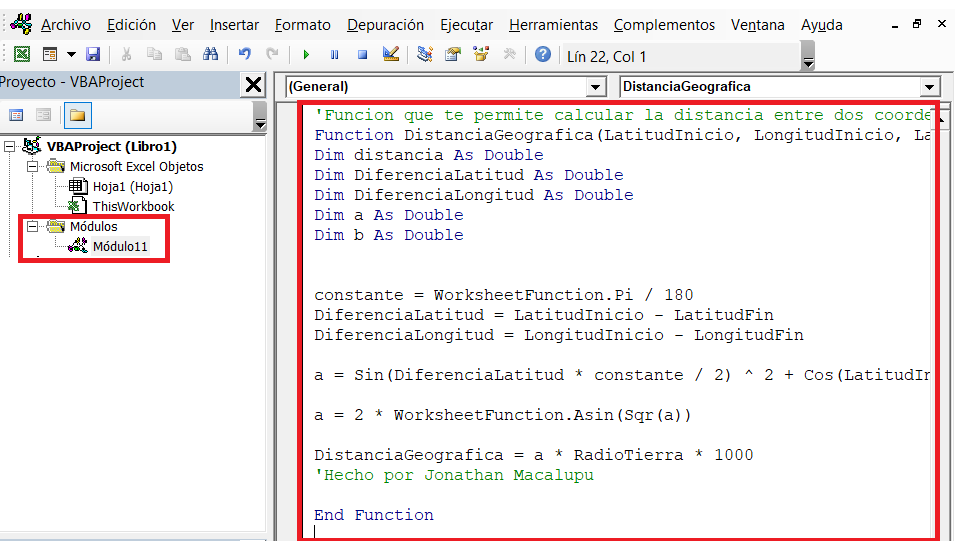 Archivo Edición Ver Insertar Formato Depuración Ejecutar Herramientas Complementos Ventana Ayuda
Lín 22, Col 1
Proyecto - VBAProject
(General)
DistanciaGeografica
VBAProject (Libro1)
Microsoft Excel Objetos
Hoja1 (Hoja1)
ThisWorkbook
Módulos
Módulo11
'Funcion que te permite calcular la distancia entre dos coorde
Function DistanciaGeografica(LatitudInicio, LongitudInicio, La
Dim distancia As Double
Dim DiferenciaLatitud As Double
Dim DiferenciaLongitud As Double
Dim a As Double
Dim b As Double
constante = WorksheetFunction.Pi / 180
DiferenciaLatitud = LatitudInicio - LatitudFin
DiferenciaLongitud = LongitudInicio - LongitudFin
a = Sin(DiferenciaLatitud * constante / 2) ^ 2 + Cos(LatitudIn
a = 2 * WorksheetFunction.Asin(Sqr(a))
DistanciaGeografica = a * RadioTierra * 1000
'Hecho por Jonathan Macalupu
End Function